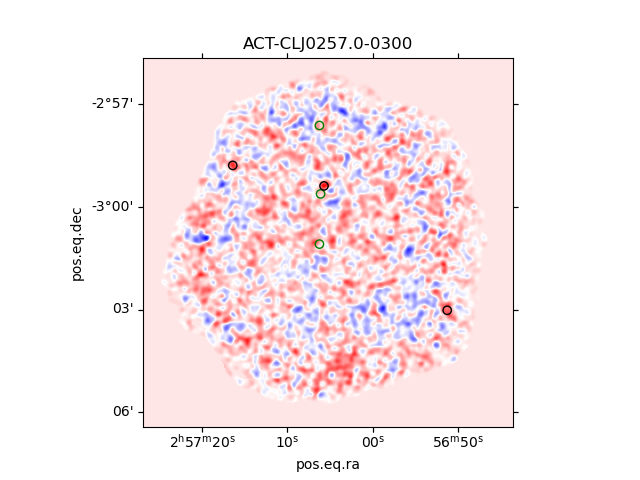 ACT-CLJ0257.0-0300
-2°57'
-3°00'
03'
06'
pos.eq.dec
2ʰ57ᵐ20ˢ 10ˢ 00ˢ 56ᵐ50ˢ
pos.eq.ra